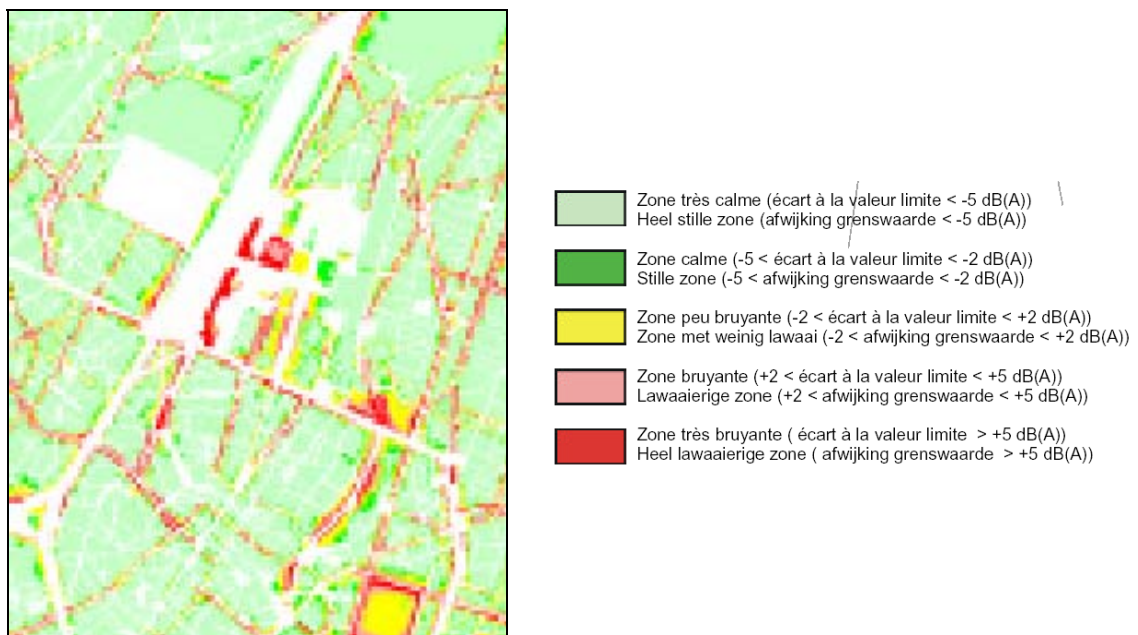 Zone très calme (écart à la valeur limite < -5 dB(A))
Heel stille zone (afwijking grenswaarde < -5 dB(A))
Zone calme (-5 < écart à la valeur limite < -2 dB(A))
Stille zone (-5 < afwijking grenswaarde < -2 dB(A))
Zone peu bruyante (-2 < écart à la valeur limite < +2 dB(A))
Zone met weinig lawaai (-2 < afwijking grenswaarde < +2 dB(A))
Zone bruyante (+2 < écart à la valeur limite < +5 dB(A))
Lawaaierige zone (+2 < afwijking grenswaarde < +5 dB(A))
Zone très bruyante ( écart à la valeur limite > +5 dB(A))
Heel lawaaierige zone ( afwijking grenswaarde > +5 dB(A))